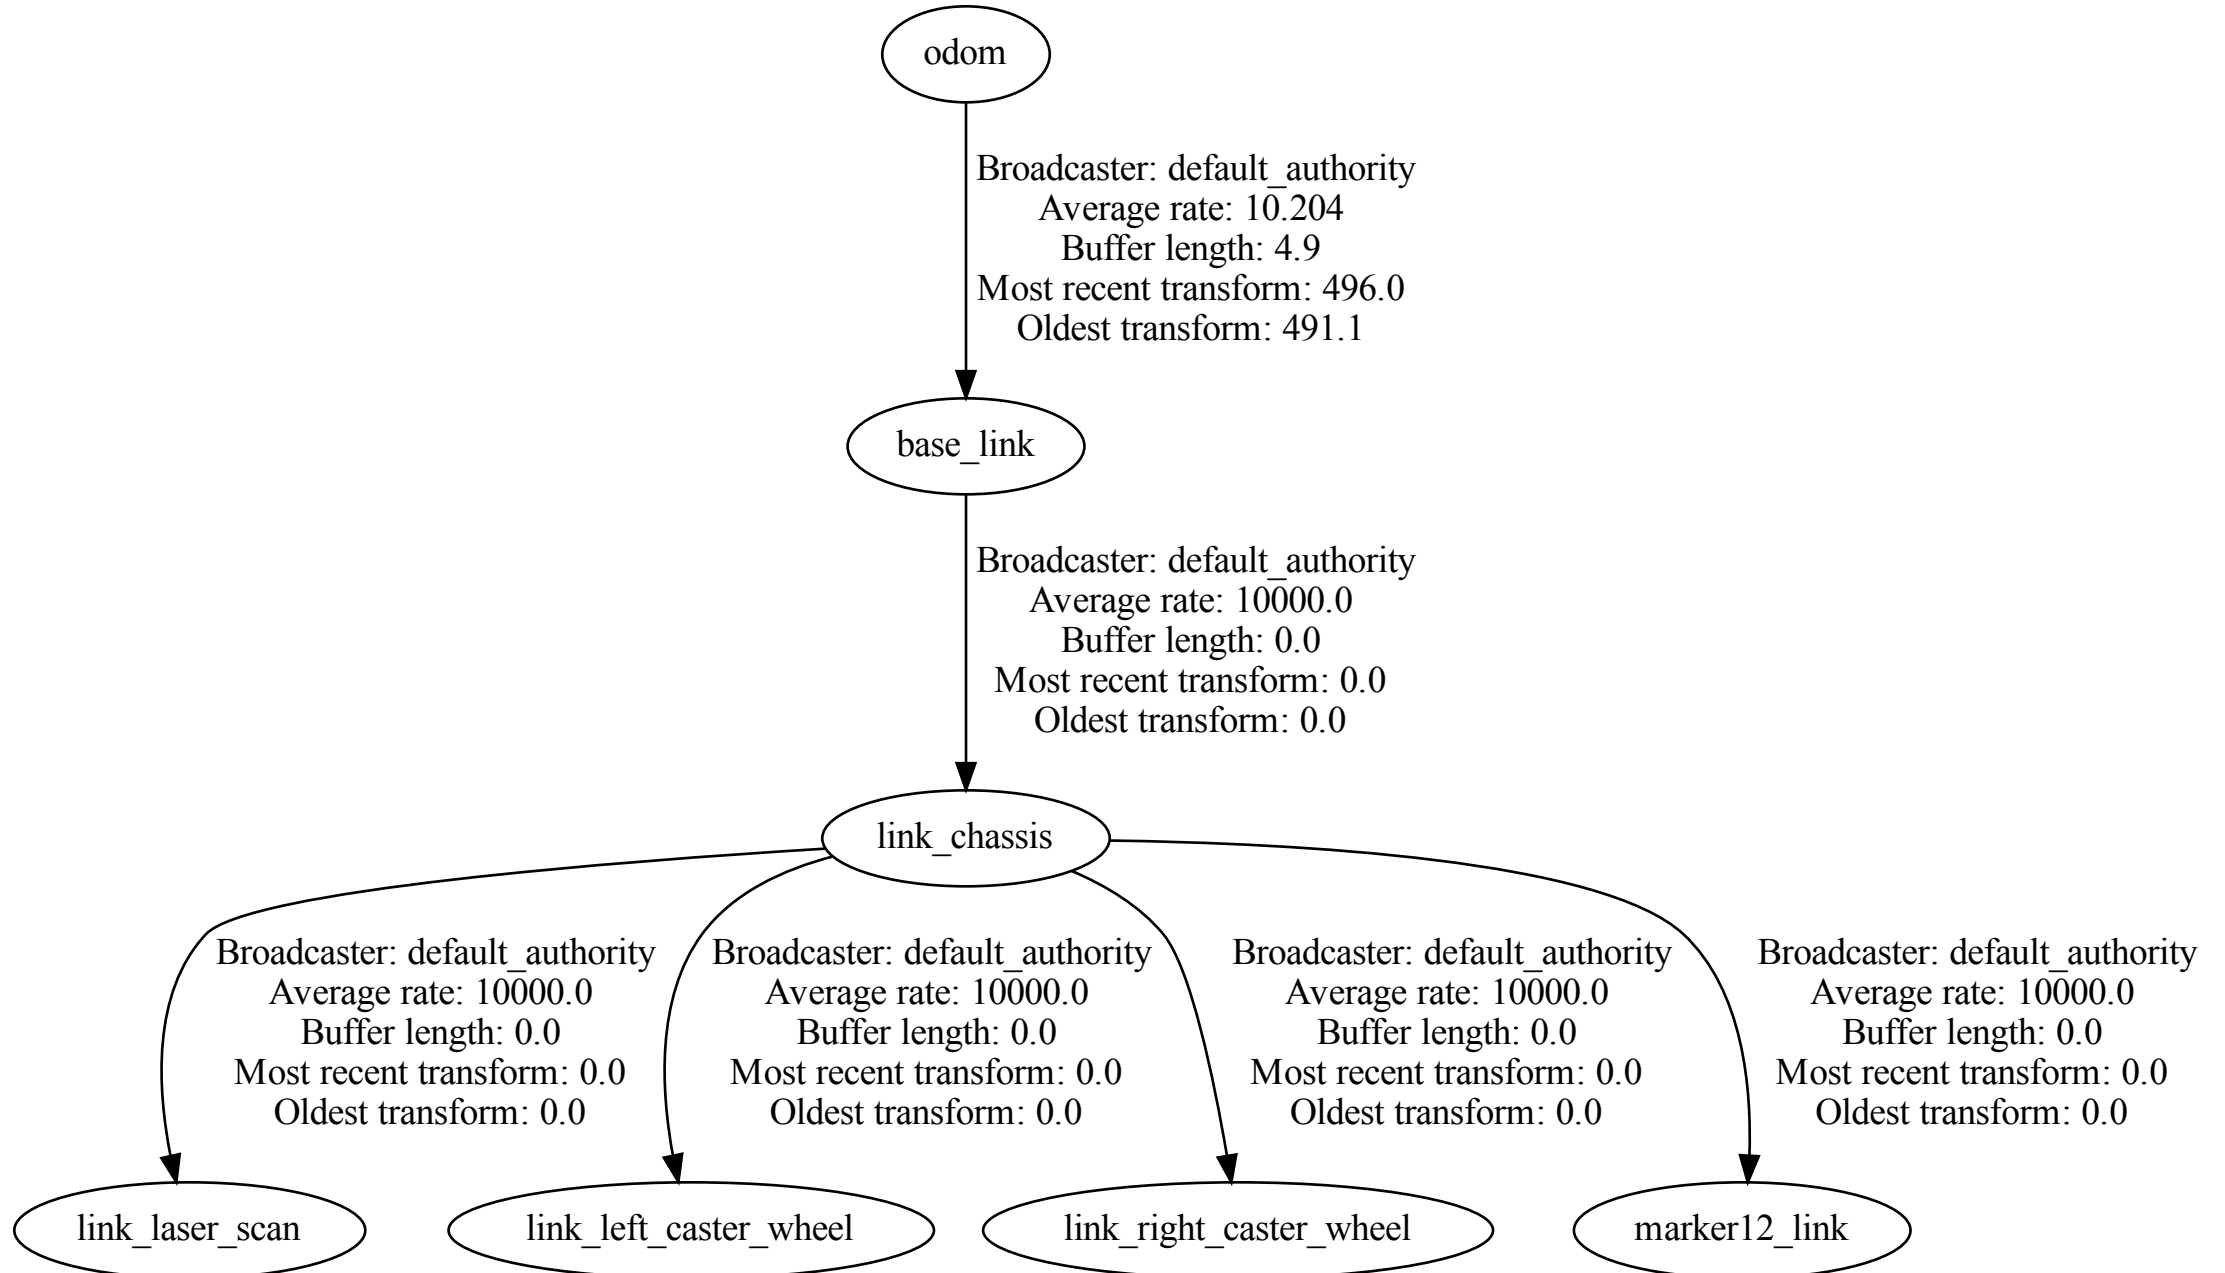 odom
Broadcaster: default_authority
Average rate: 10.204
Buffer length: 4.9
Most recent transform: 496.0
Oldest transform: 491.1
base_link
Broadcaster: default_authority
Average rate: 10000.0
Buffer length: 0.0
Most recent transform: 0.0
Oldest transform: 0.0
link_chassis
Broadcaster: default_authority
Average rate: 10000.0
Buffer length: 0.0
Most recent transform: 0.0
Oldest transform: 0.0
Broadcaster: default_authority
Average rate: 10000.0
Buffer length: 0.0
Most recent transform: 0.0
Oldest transform: 0.0
Broadcaster: default_authority
Average rate: 10000.0
Buffer length: 0.0
Most recent transform: 0.0
Oldest transform: 0.0
Broadcaster: default_authority
Average rate: 10000.0
Buffer length: 0.0
Most recent transform: 0.0
Oldest transform: 0.0
link_laser_scan
link_left_caster_wheel
link_right_caster_wheel
marker12_link